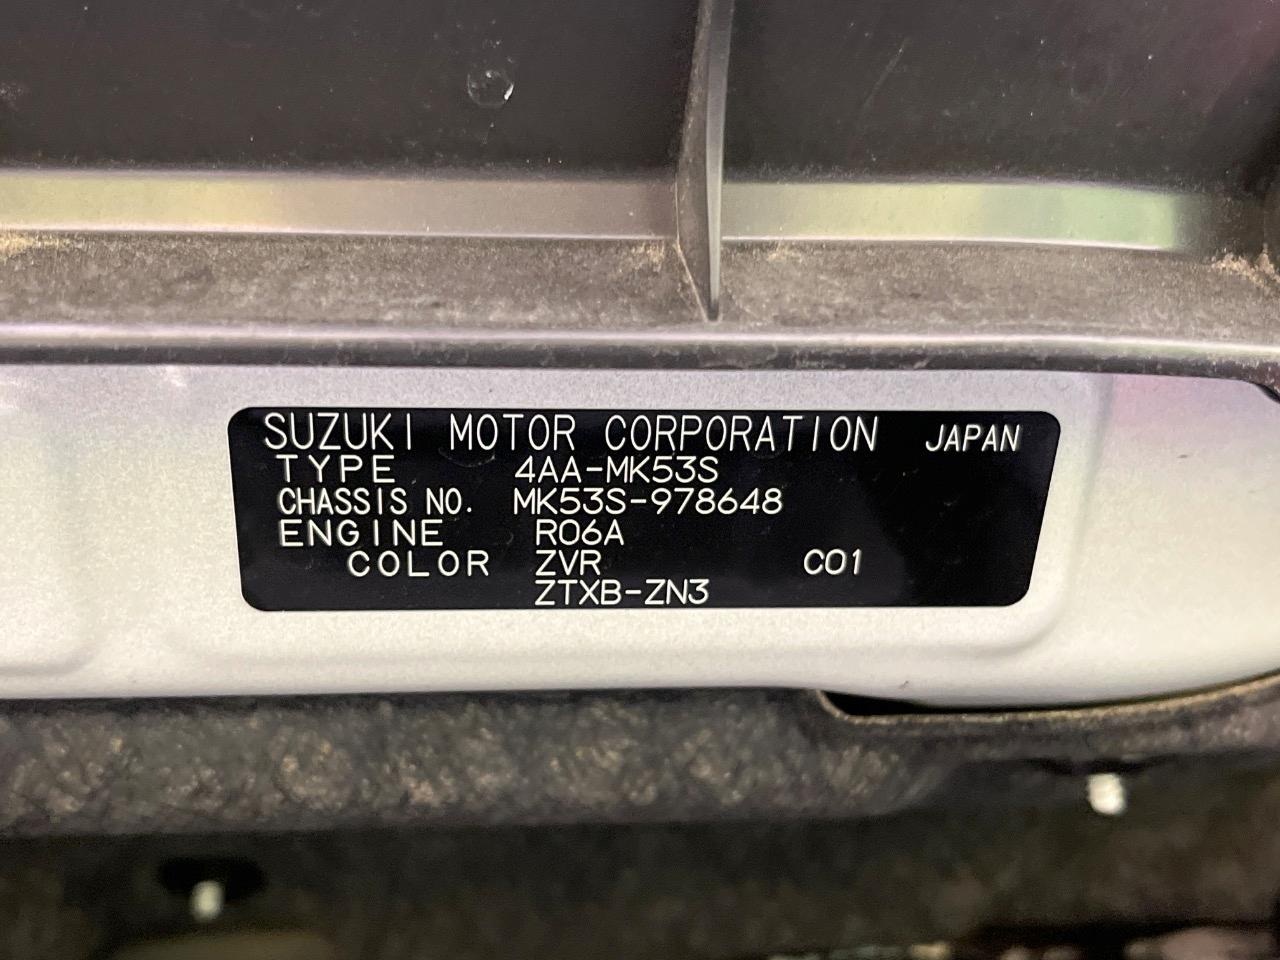 SUZUKI MOTOR CORPORATION JAPAN
TYPE 4AA-MK53S
CHASSIS NO. MK53S-978648
ENGINE R06A
COLOR ZVR C01
ZTXB-ZN3